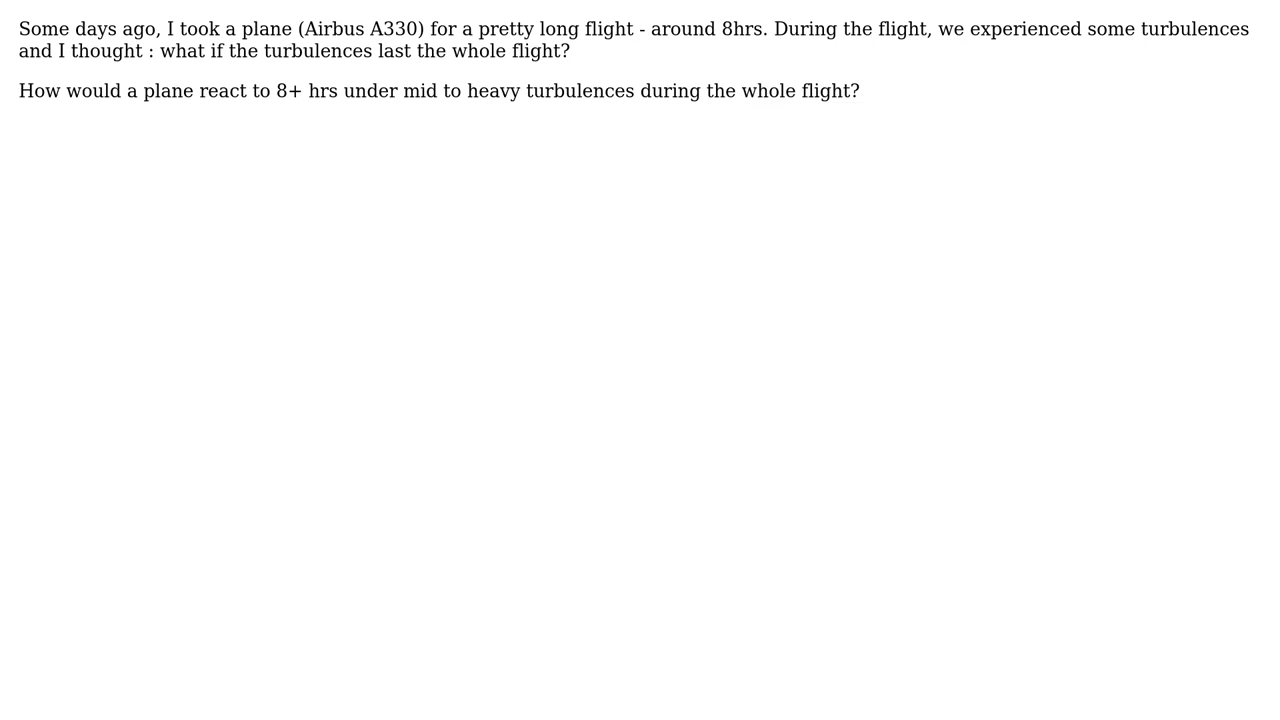 Some days ago, I took a plane (Airbus A330) for a pretty long flight - around 8hrs. During the flight, we experienced some turbulences
and I thought : what if the turbulences last the whole flight?
How would a plane react to 8+ hrs under mid to heavy turbulences during the whole flight?